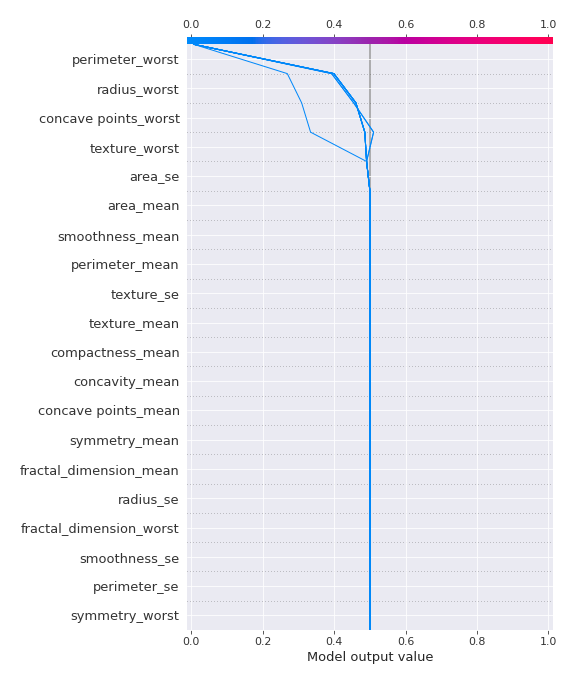 0.0 0.2 0.4 0.6 0.8 1.0
perimeter_worst
radius_worst
concave points_worst
texture_worst
area_se
area_mean
smoothness_mean
perimeter_mean
texture_se
texture_mean
compactness_mean
concavity_mean
concave points_mean
symmetry_mean
fractal_dimension_mean
radius_se
fractal_dimension_worst
smoothness_se
perimeter_se
symmetry_worst
0.0 0.2 0.4 0.6 0.8 1.0
Model output value